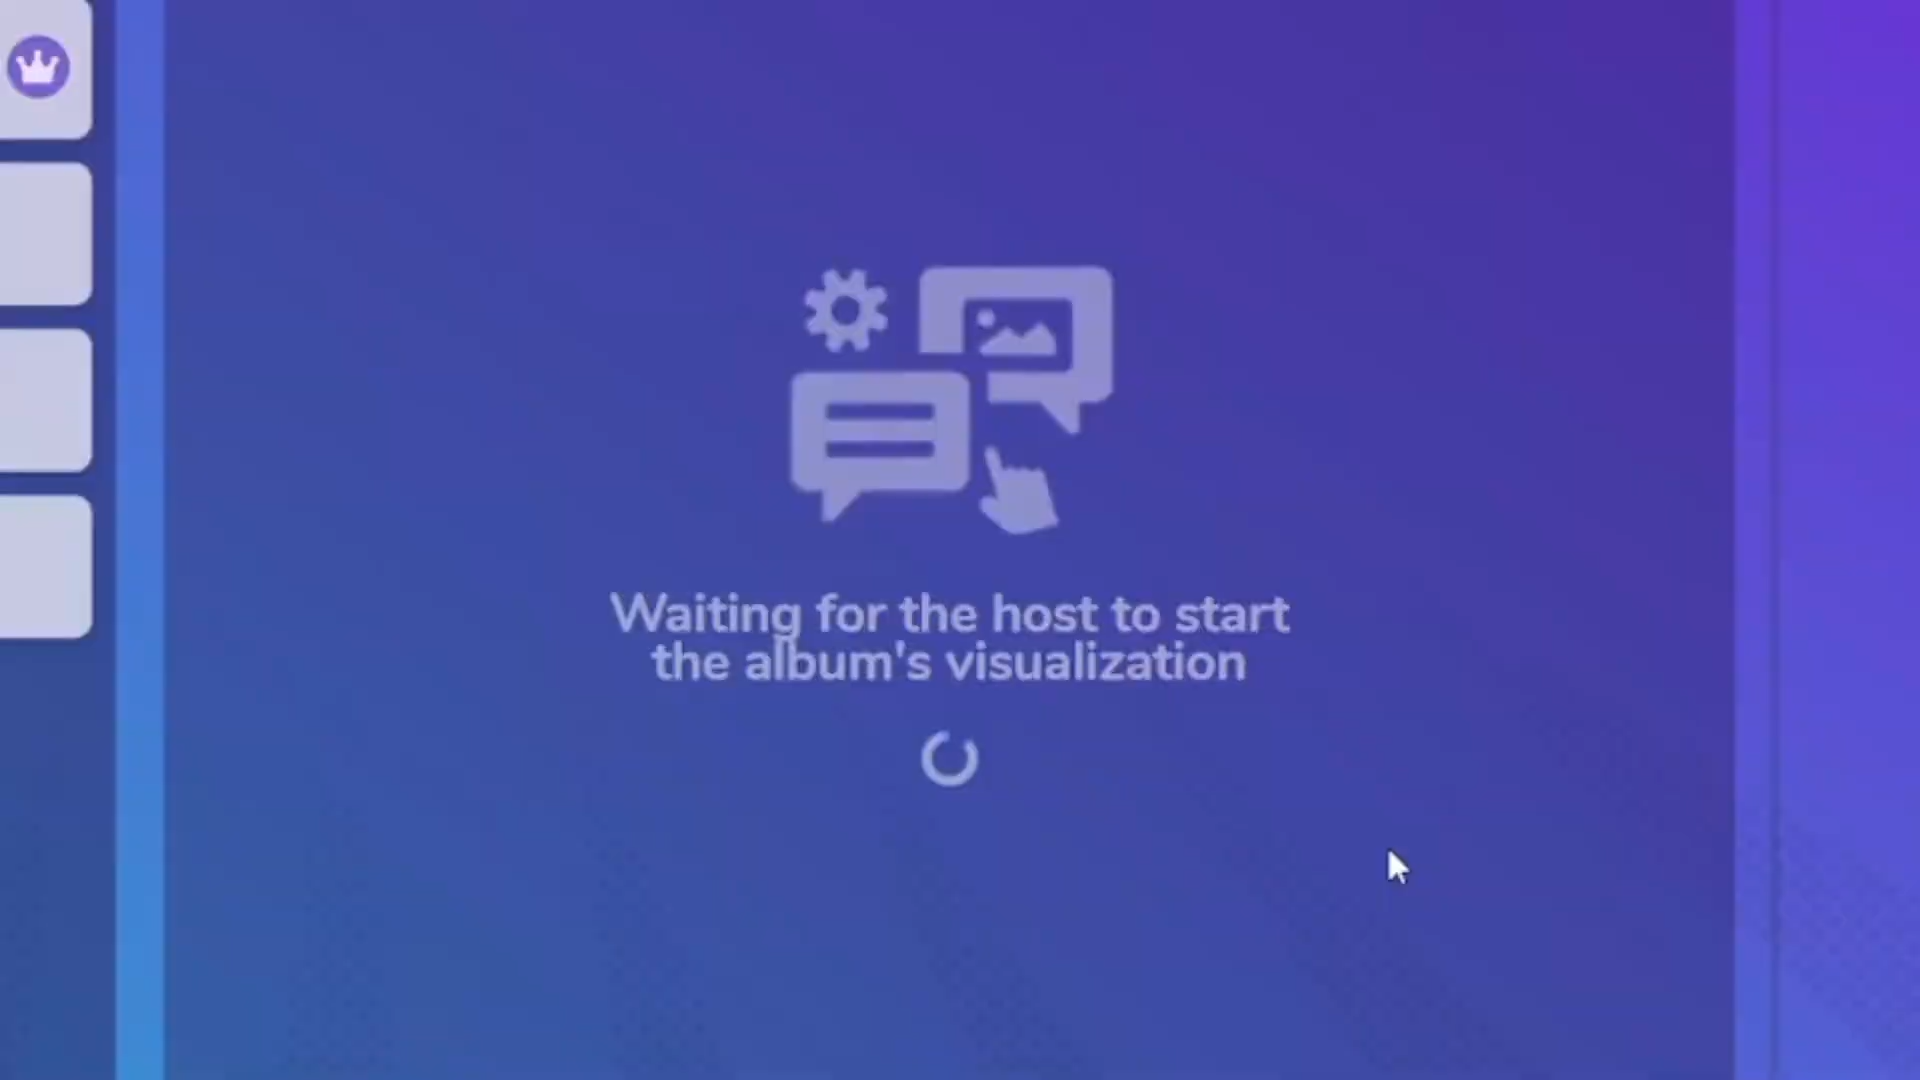 Waiting for the host to start
the album's visualization